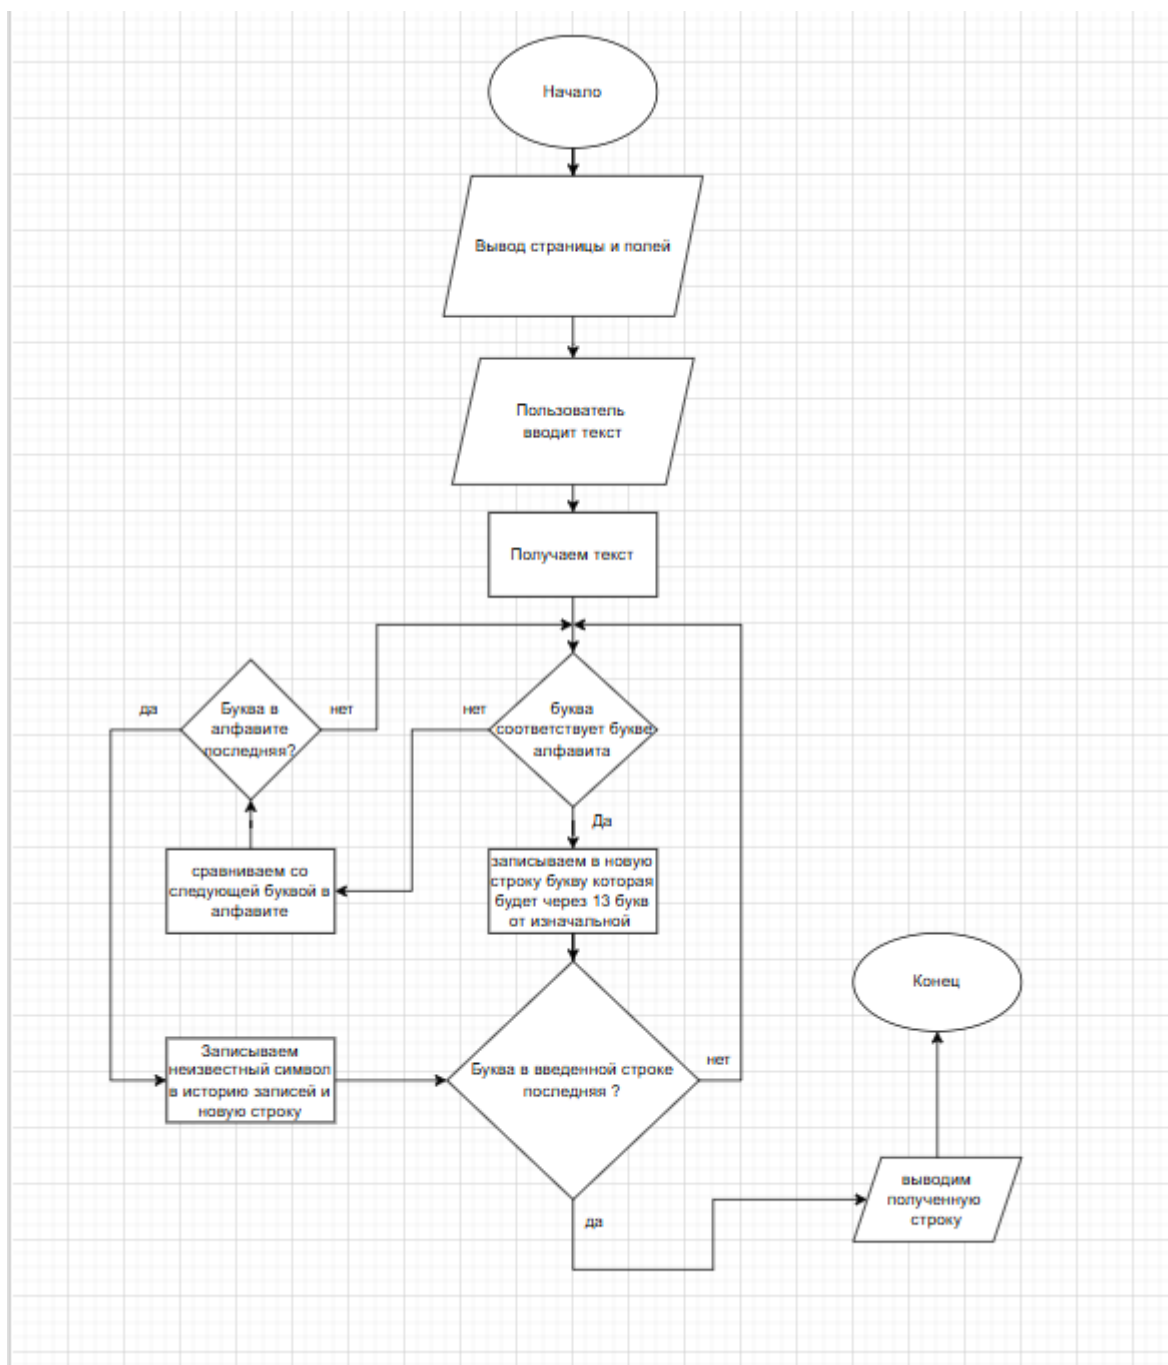 Начало
Вывод страницы и полей
Пользователь
вводит текст
Получаем текст
да
Буква в
алфавите
последняя?
нет
нет
буква
соответствует букве
алфавита
Да
сравниваем со
следующей буквой в
алфавите
записываем в новую
строку букву которая
будет через 13 букв
от изначальной
Конец
Записываем
неизвестный символ
в историю записей и
новую строку
Буква в введенной строке
последняя ?
нет
да
выводим
полученную
строку